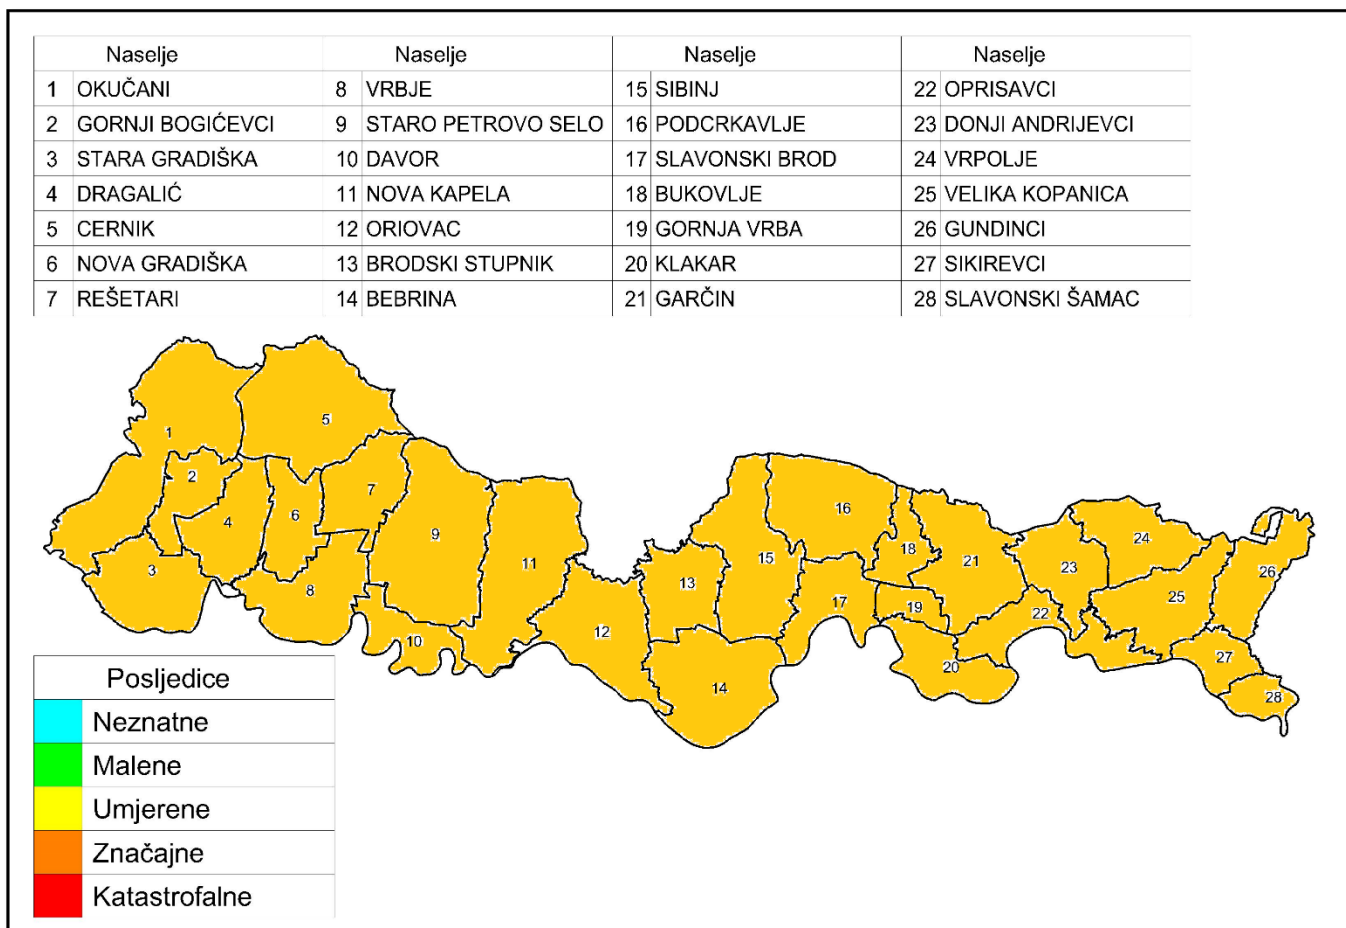 Naselje Naselje Naselje Naselje
1 OKUČANI 8 VRBJE 15 SIBINJ 22 OPRISAVCI
2 GORNJI BOGIĆEVCI 9 STARO PETROVO SELO 16 PODCRKAVLJE 23 DONJI ANDRIJEVCI
3 STARA GRADIŠKA 10 DAVOR 17 SLAVONSKI BROD 24 VRPOLJE
4 DRAGALIĆ 11 NOVA KAPELA 18 BUKOVLJE 25 VELIKA KOPANICA
5 CERNIK 12 ORIOVAC 19 GORNJA VRBA 26 GUNDINCI
6 NOVA GRADIŠKA 13 BRODSKI STUPNIK 20 KLAKAR 27 SIKIREVCI
7 REŠETARI 14 BEBRINA 21 GARČIN 28 SLAVONSKI ŠAMAC
5
1
2
7
6
4
9
16
24
18
15
21
11
23
26
3
13
8
25
17
19
22
12
10
27
20
14
28
Posljedice
Neznatne
Malene
Umjerene
Značajne
Katastrofalne